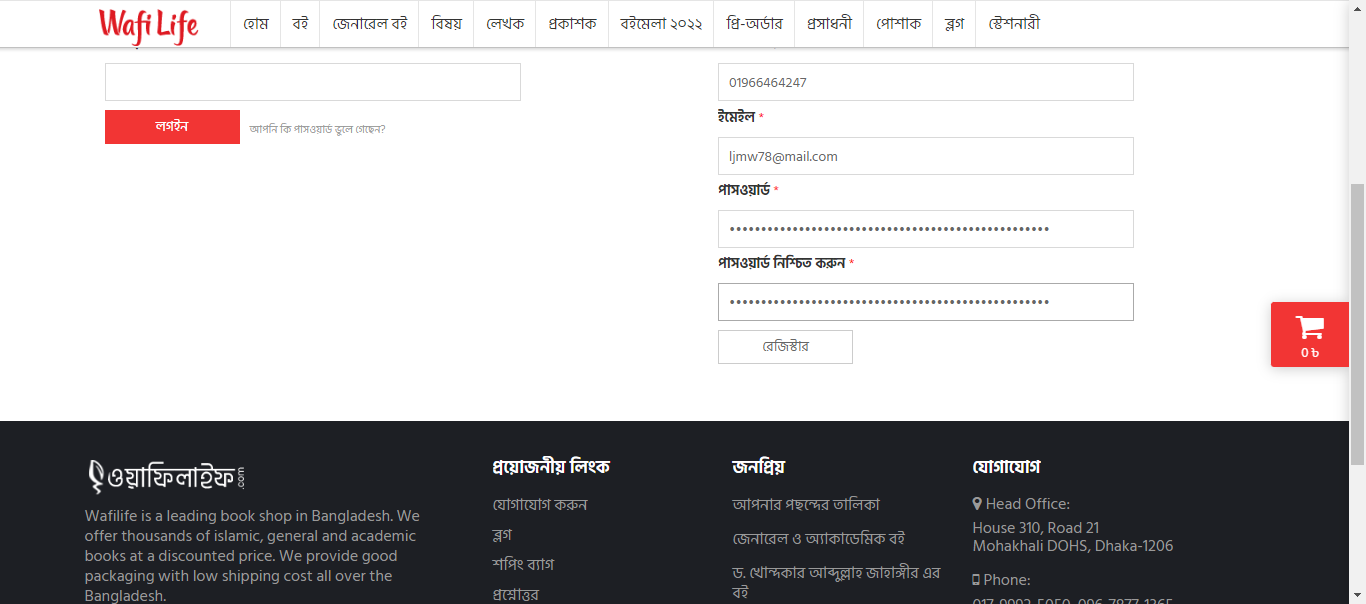 Wafi Life
হোম
বই
জেনারেল বই
বিষয়
লেখক
প্রকাশক
বইমেলা ২০২২
প্রি-অর্ডার
প্রসাধনী
পোশাক
ব্লগ
স্টেশনারী
লগইন
আপনি কি পাসওয়ার্ড ভুলে গেছেন?
01966464247
ইমেইল *
ljmw78@mail.com
পাসওয়ার্ড *
পাসওয়ার্ড নিশ্চিত করুন *
রেজিস্টার
0 ৳
ওয়াফিলাইফ.com
Wafilife is a leading book shop in Bangladesh. We
offer thousands of islamic, general and academic
books at a discounted price. We provide good
packaging with low shipping cost all over the
Bangladesh.
প্রয়োজনীয় লিংক
যোগাযোগ করুন
ব্লগ
শপিং ব্যাগ
প্রশ্নোত্তর
জনপ্রিয়
আপনার পছন্দের তালিকা
জেনারেল ও অ্যাকাডেমিক বই
ড. খোন্দকার আব্দুল্লাহ জাহাঙ্গীর এর
বই
যোগাযোগ
Head Office:
House 310, Road 21
Mohakhali DOHS, Dhaka-1206
Phone: